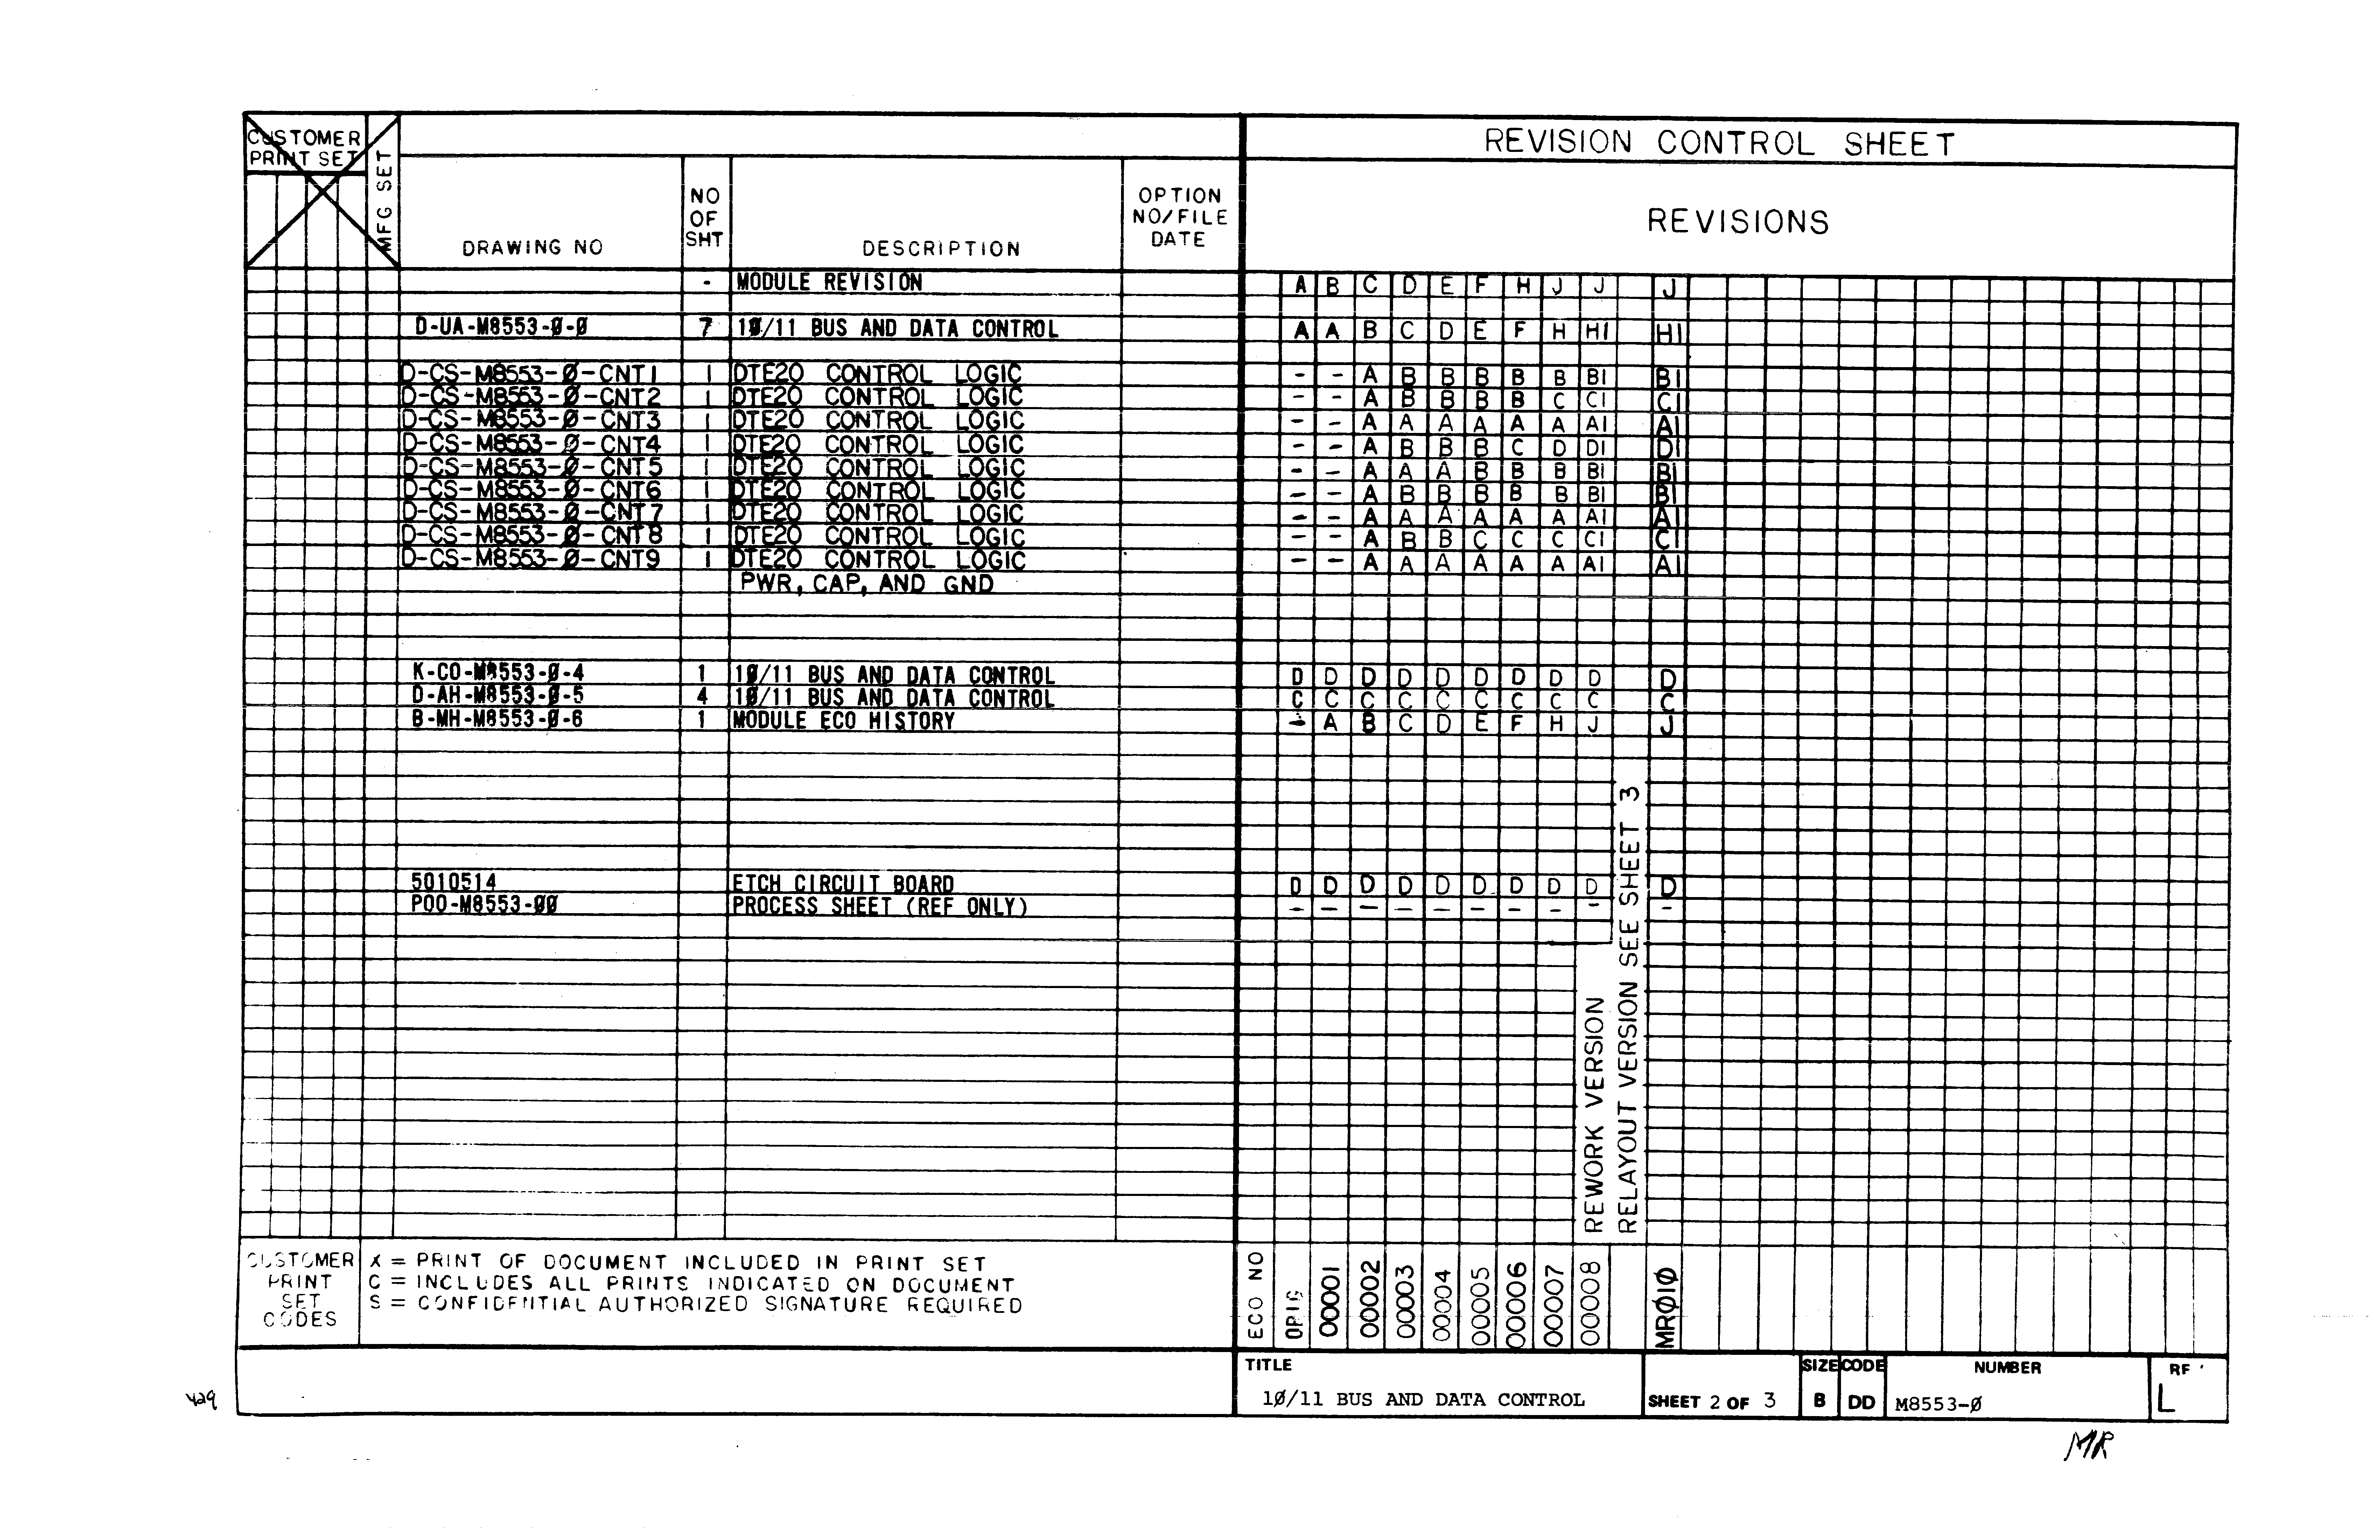 CUSTOMER
PRINT SET
MFG SET
DRAWING NO
NO
OF
SHT
DESCRIPTION
OPTION
NO/FILE
DATE
REVISION CONTROL SHEET
REVISIONS
- MODULE REVISION A B C D E F H J J J
D-UA-M8553-Ø-Ø 7 1Ø/11 BUS AND DATA CONTROL A A B C D E F H H1 H1
D-CS-M8553-Ø-CNT1 1 DTE20 CONTROL LOGIC - - A B B B B B B1 B1
D-CS-M8553-Ø-CNT2 1 DTE20 CONTROL LOGIC - - A B B B B C C1 C1
D-CS-M8553-Ø-CNT3 1 DTE20 CONTROL LOGIC - - A A A A A A A1 A1
D-CS-M8553-Ø-CNT4 1 DTE20 CONTROL LOGIC - - A B B B C D D1 D1
D-CS-M8553-Ø-CNT5 1 DTE20 CONTROL LOGIC - - A A A B B B B1 B1
D-CS-M8553-Ø-CNT6 1 DTE20 CONTROL LOGIC - - A B B B B B B1 B1
D-CS-M8553-Ø-CNT7 1 DTE20 CONTROL LOGIC - - A A A A A A A1 A1
D-CS-M8553-Ø-CNT8 1 DTE20 CONTROL LOGIC - - A B B C C C C1 C1
D-CS-M8553-Ø-CNT9 1 DTE20 CONTROL LOGIC - - A A A A A A A1 A1
PWR, CAP, AND GND
K-CO-M8553-Ø-4 1 1Ø/11 BUS AND DATA CONTROL D D D D D D D D D D
D-AH-M8553-Ø-5 4 1Ø/11 BUS AND DATA CONTROL C C C C C C C C C C
B-MH-M8553-Ø-6 1 MODULE ECO HISTORY - A B C D E F H J J
5010514 ETCH CIRCUIT BOARD D D D D D D D D D D
POO-M8553-ØØ PROCESS SHEET (REF ONLY) - - - - - - - - - -
REWORK VERSION
RELAYOUT VERSION SEE SHEET 3
CUSTOMER
PRINT
SET
CODES
X = PRINT OF DOCUMENT INCLUDED IN PRINT SET
C = INCLUDES ALL PRINTS INDICATED ON DOCUMENT
S = CONFIDENTIAL AUTHORIZED SIGNATURE REQUIRED
ECO NO ORIG 00001 00002 00003 00004 00005 00006 00007 00008 MRØ1Ø
TITLE
1Ø/11 BUS AND DATA CONTROL
SHEET 2 OF 3
SIZE
B
CODE
DD
NUMBER
M8553-Ø
L
MR